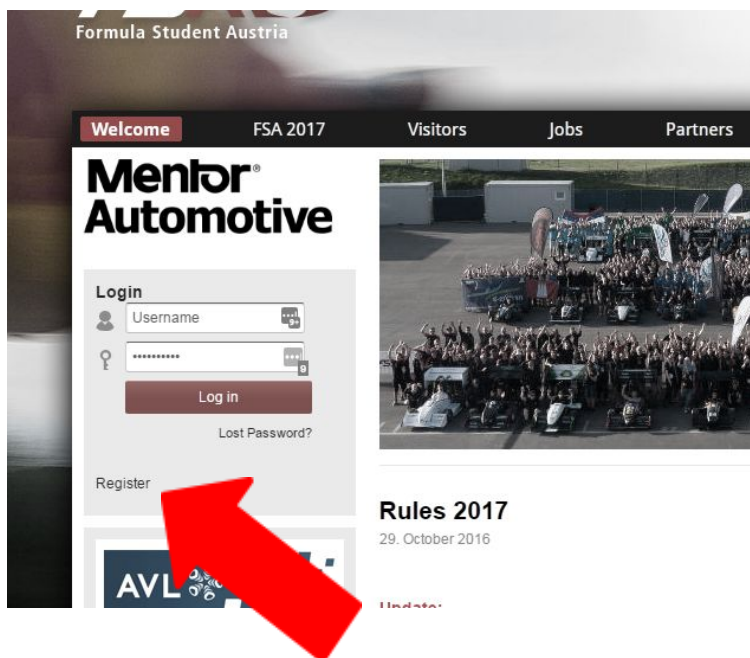 Formula Student Austria
Welcome FSA 2017 Visitors Jobs Partners
Mentor®
Automotive
Login
Username
Log in
Lost Password?
Register
AVL
Rules 2017
29. October 2016
Update: